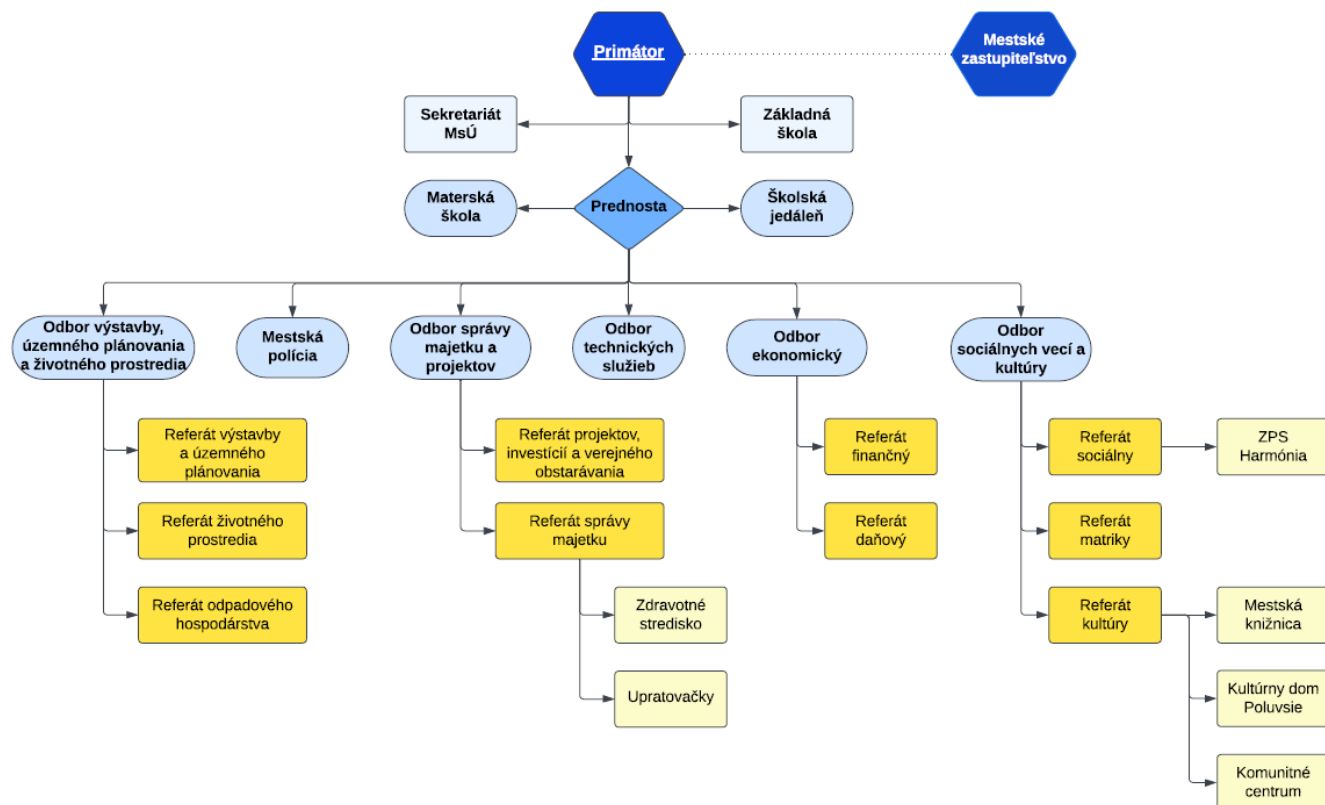 Primátor
Mestské
zastupiteľstvo
Sekretariát
MsÚ
Základná
škola
Materská
škola
Prednosta
Školská
jedáleň
Odbor výstavby,
územného plánovania
a životného prostredia
Mestská
polícia
Odbor správy
majetku a
projektov
Odbor
technických
služieb
Odbor
ekonomický
Odbor
sociálnych vecí a
kultúry
Referát výstavby
a územného
plánovania
Referát projektov,
investícií a verejného
obstarávania
Referát
finančný
Referát
sociálny
ZPS
Harmónia
Referát životného
prostredia
Referát správy
majetku
Referát
daňový
Referát
matriky
Referát odpadového
hospodárstva
Zdravotné
stredisko
Referát
kultúry
Mestská
knižnica
Upratovačky
Kultúrny dom
Poluvsie
Komunitné
centrum